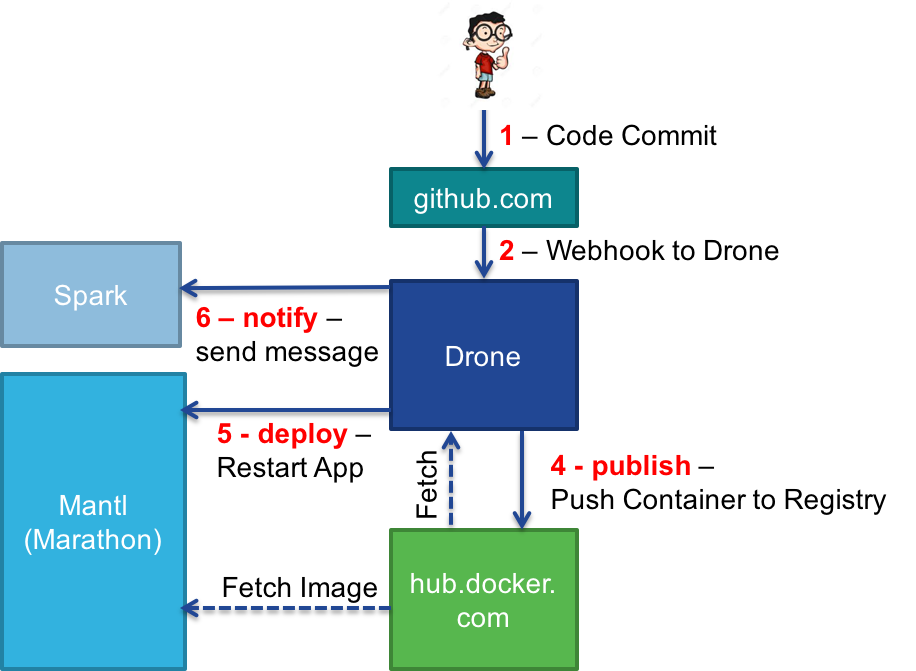 1 – Code Commit
github.com
2 – Webhook to Drone
Spark
6 – notify –
send message
Drone
5 - deploy –
Restart App
4 - publish –
Push Container to Registry
Fetch
Mantl
(Marathon)
Fetch Image
hub.docker.
com